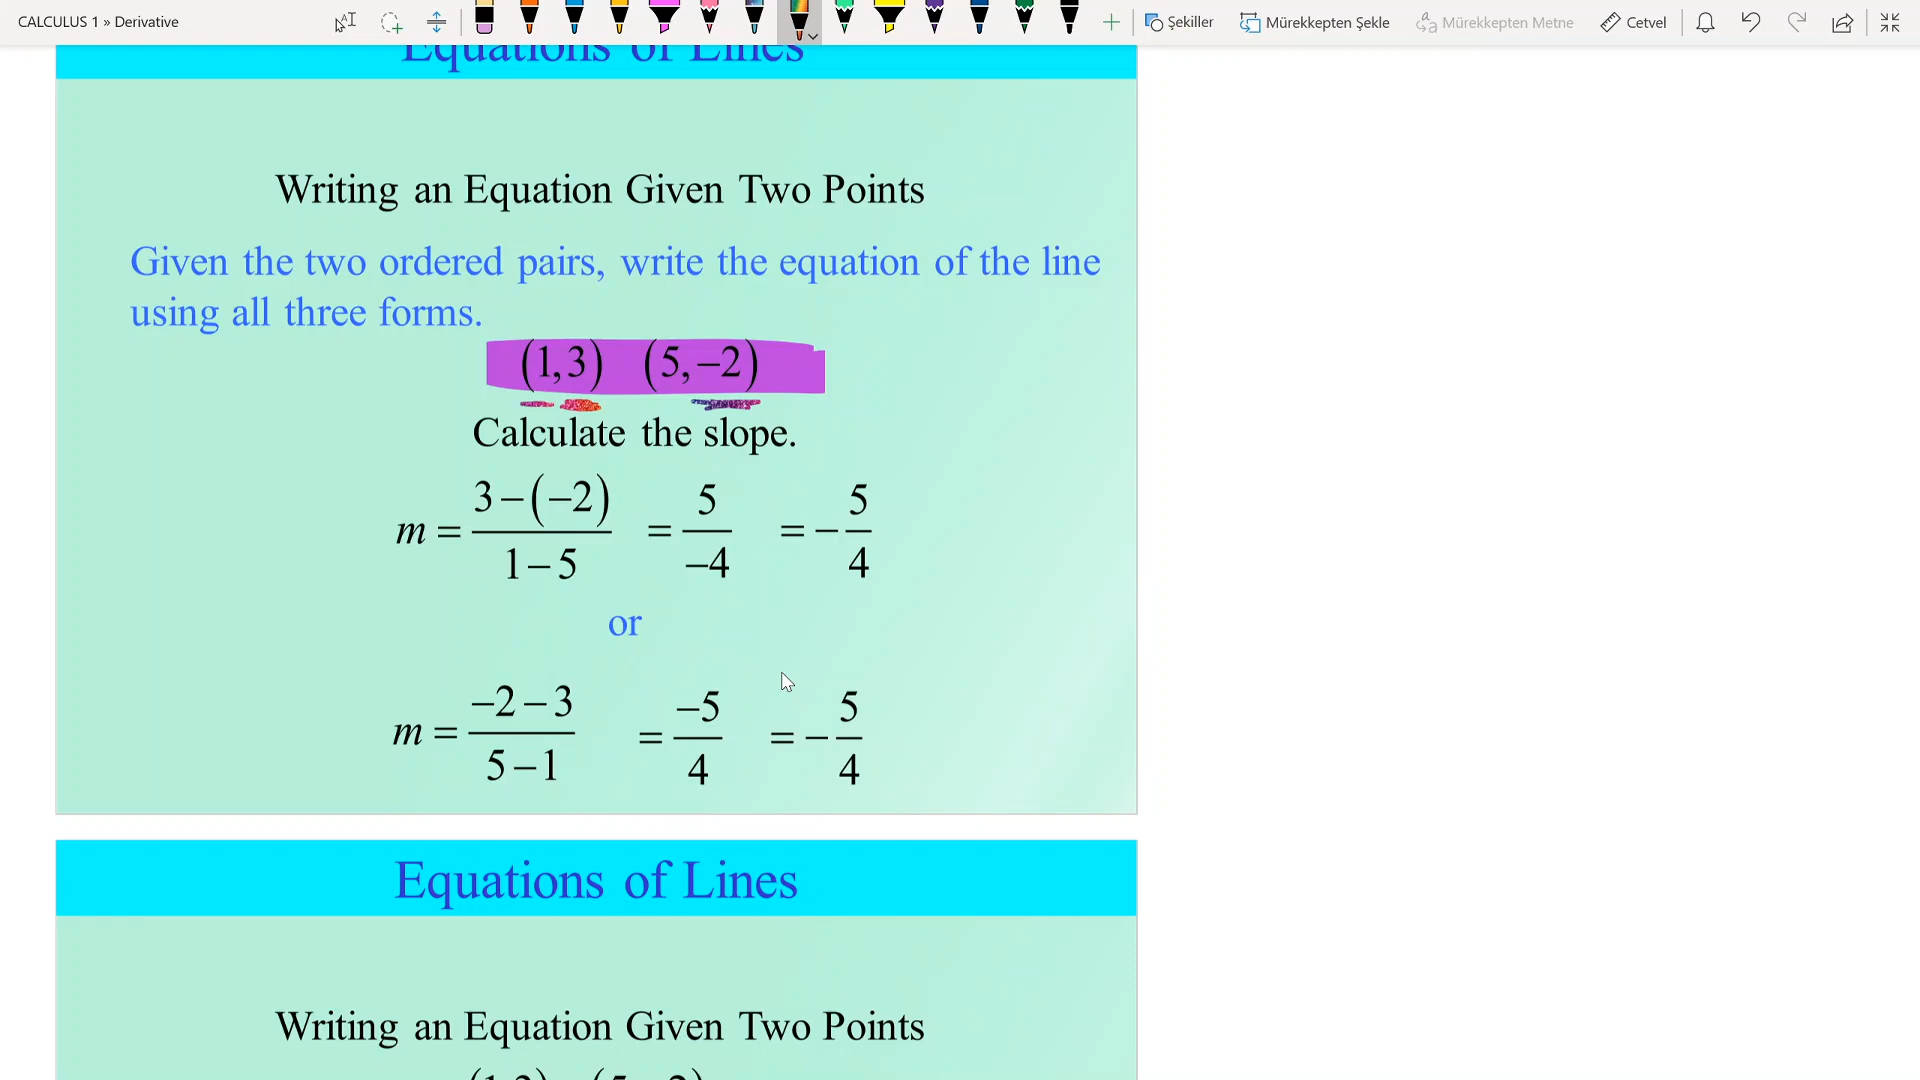 CALCULUS 1 » Derivative
Şekiller
Mürekkepten Şekle
Mürekkepten Metne
Cetvel
Equations of Lines
Writing an Equation Given Two Points
Given the two ordered pairs, write the equation of the line
using all three forms.
(1,3) (5,−2)
Calculate the slope.
m = 3−(−2) / 1−5 = 5 / −4 = − 5 / 4
or
m = −2−3 / 5−1 = −5 / 4 = − 5 / 4
Equations of Lines
Writing an Equation Given Two Points